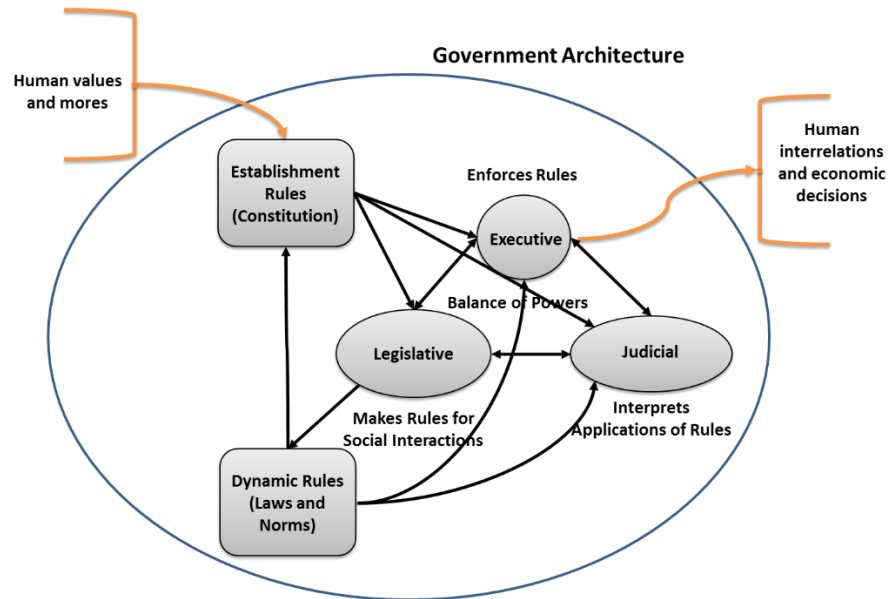 Government Architecture
Human values
and mores
Human
interrelations
and economic
decisions
Establishment
Rules
(Constitution)
Enforces Rules
Executive
Balance of Powers
Legislative
Judicial
Makes Rules for
Social Interactions
Interprets
Applications of Rules
Dynamic Rules
(Laws and
Norms)